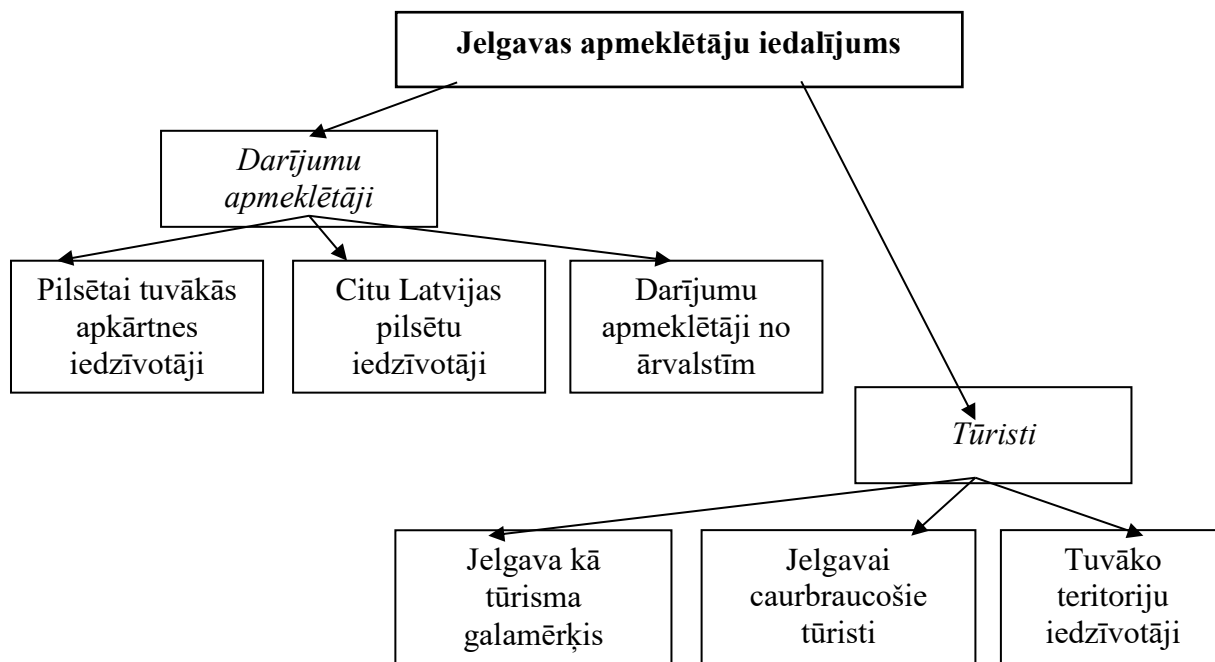 Jelgavas apmeklētāju iedalījums
Darījumu
apmeklētāji
Pilsētai tuvākās
apkārtnes
iedzīvotāji
Citu Latvijas
pilsētu
iedzīvotāji
Darījumu
apmeklētāji no
ārvalstīm
Tūristi
Jelgava kā
tūrisma
galamērķis
Jelgavai
caurbraucošie
tūristi
Tuvāko
teritoriju
iedzīvotāji